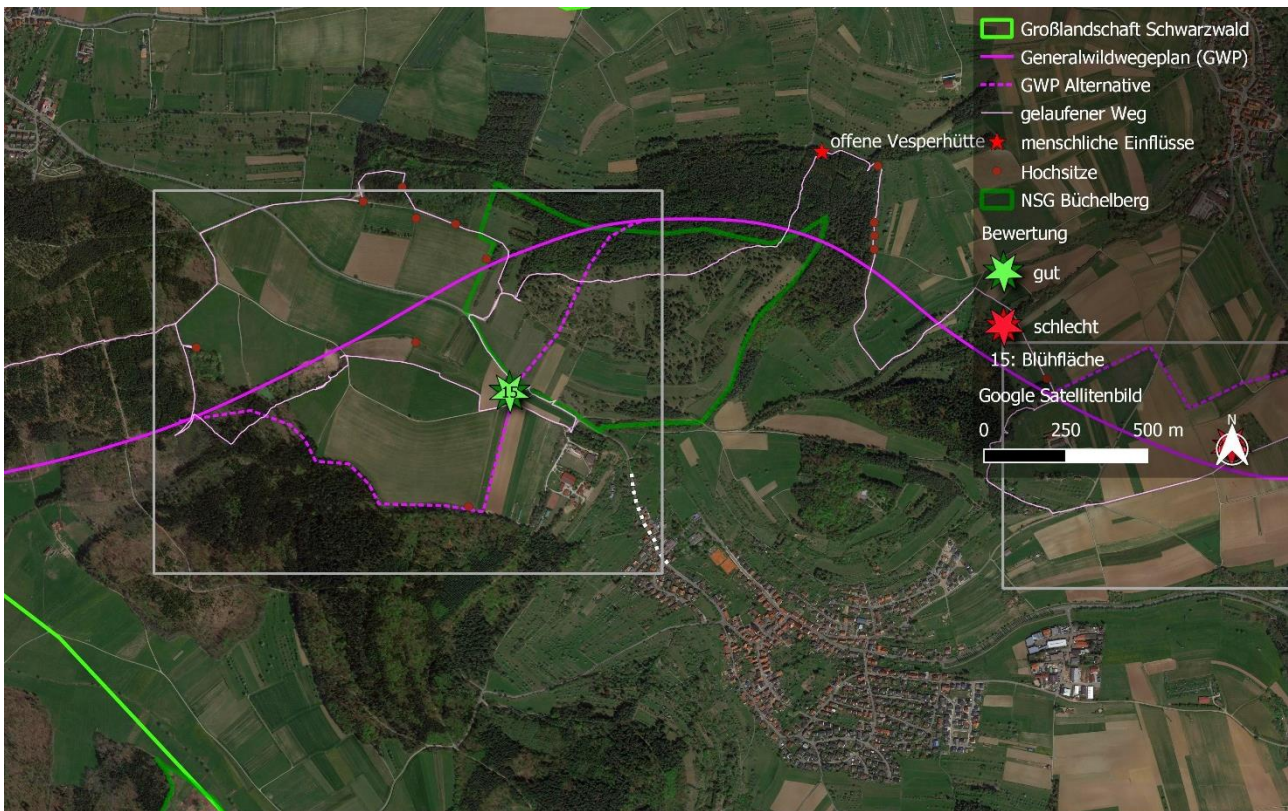 Großlandschaft Schwarzwald
Generalwildwegeplan (GWP)
GWP Alternative
gelaufener Weg
offene Vesperhütte
menschliche Einflüsse
Hochsitze
NSG Büchelberg
Bewertung
gut
schlecht
15: Blühfläche
Google Satellitenbild
0 250 500 m
N
15